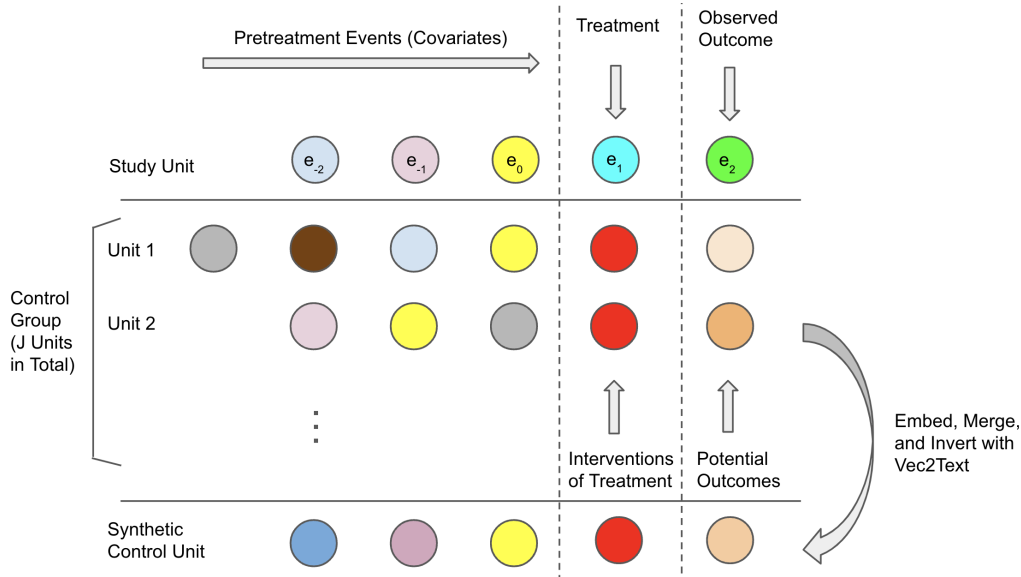 Pretreatment Events (Covariates)
Treatment
Observed
Outcome
Study Unit
e-2
e-1
e0
e1
e2
Unit 1
Unit 2
Control
Group
(J Units
in Total)
Interventions
of Treatment
Potential
Outcomes
Embed, Merge,
and Invert with
Vec2Text
Synthetic
Control Unit